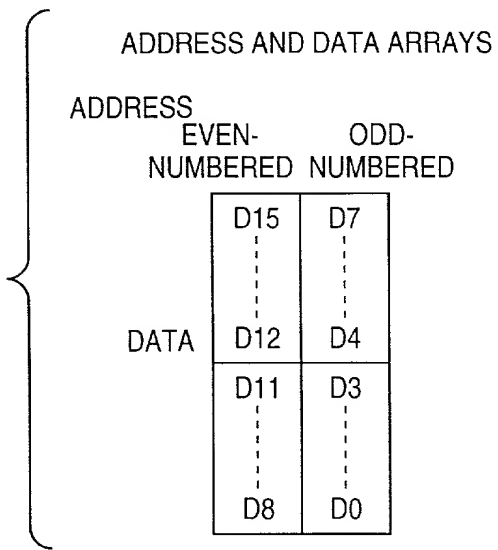 ADDRESS AND DATA ARRAYS
ADDRESS
EVEN- ODD-
NUMBERED NUMBERED
D15 D7
DATA D12 D4
D11 D3
D8 D0